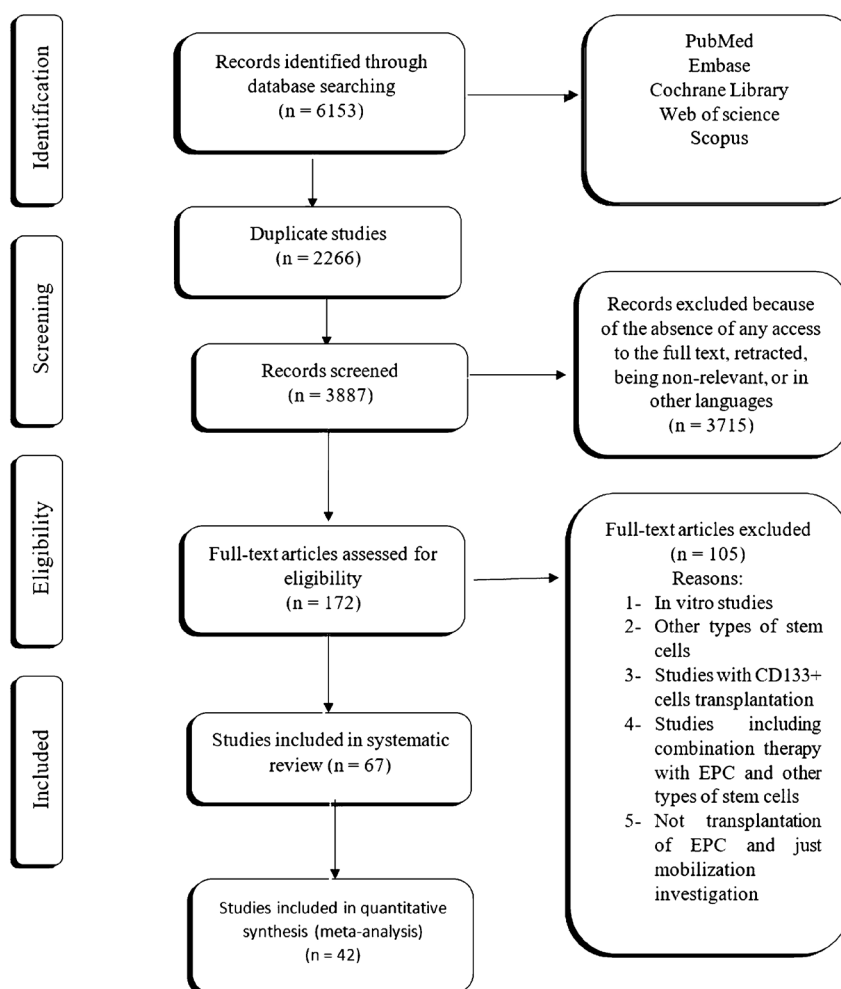 Identification
Records identified through
database searching
(n = 6153)
PubMed
Embase
Cochrane Library
Web of science
Scopus
Duplicate studies
(n = 2266)
Screening
Records screened
(n = 3887)
Records excluded because
of the absence of any access
to the full text, retracted,
being non-relevant, or in
other languages
(n = 3715)
Eligibility
Full-text articles assessed for
eligibility
(n = 172)
Full-text articles excluded
(n = 105)
Reasons:
1- In vitro studies
2- Other types of stem
cells
3- Studies with CD133+
cells transplantation
4- Studies including
combination therapy
with EPC and other
types of stem cells
5- Not transplantation
of EPC and just
mobilization
investigation
Included
Studies included in systematic
review (n = 67)
Studies included in quantitative
synthesis (meta-analysis)
(n = 42)